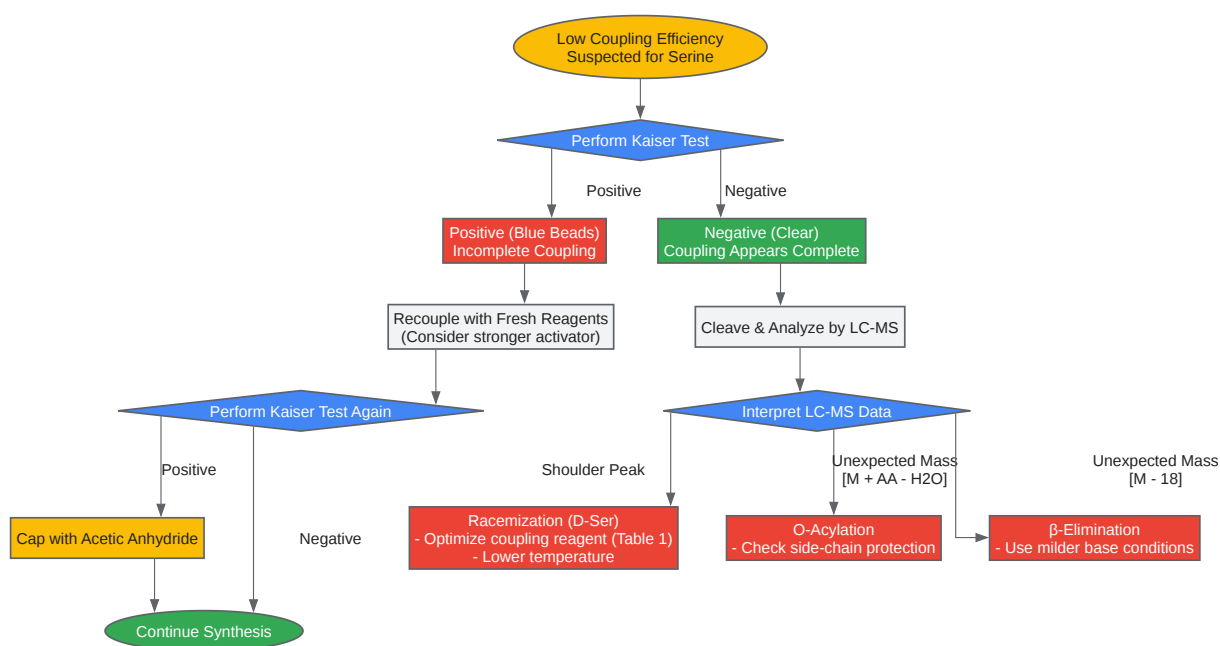 Low Coupling Efficiency
Suspected for Serine
Perform Kaiser Test
Positive
Negative
Positive (Blue Beads)
Incomplete Coupling
Negative (Clear)
Coupling Appears Complete
Recouple with Fresh Reagents
(Consider stronger activator)
Cleave & Analyze by LC-MS
Perform Kaiser Test Again
Interpret LC-MS Data
Positive
Negative
Shoulder Peak
Unexpected Mass
[M + AA - H2O]
Unexpected Mass
[M - 18]
Cap with Acetic Anhydride
Racemization (D-Ser)
- Optimize coupling reagent (Table 1)
- Lower temperature
O-Acylation
- Check side-chain protection
β-Elimination
- Use milder base conditions
Continue Synthesis